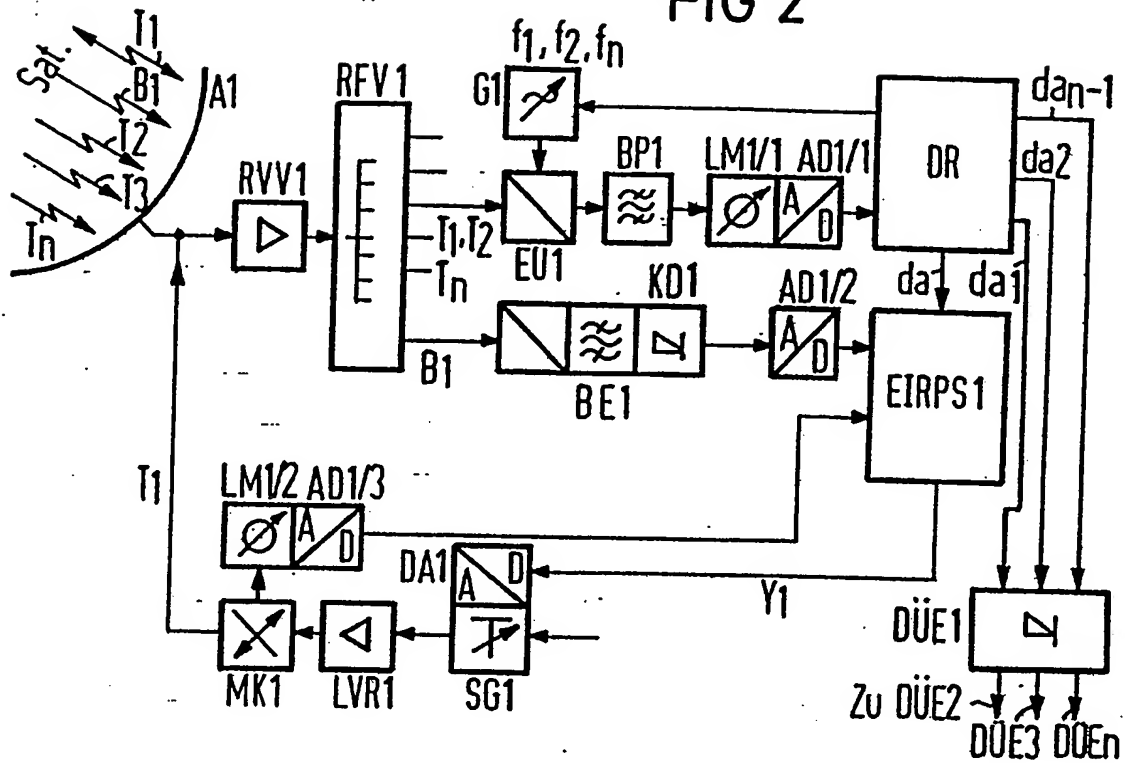 FIG 2
T1
Sat.
B1
A1
T2
T3
Tn
RFV1
f1, f2, fn
G1
dan-1
DR
da2
RVV1
BP1
LM1/1 AD1/1
A
D
T1,T2
EU1
Tn
KD1
da
da1
AD1/2
A
D
B1
BE1
EIRPS1
T1
LM1/2 AD1/3
A
D
DA1
D
A
Y1
DÜE1
MK1
LVR1
SG1
Zu DÜE2
DÜE3 DÜEn